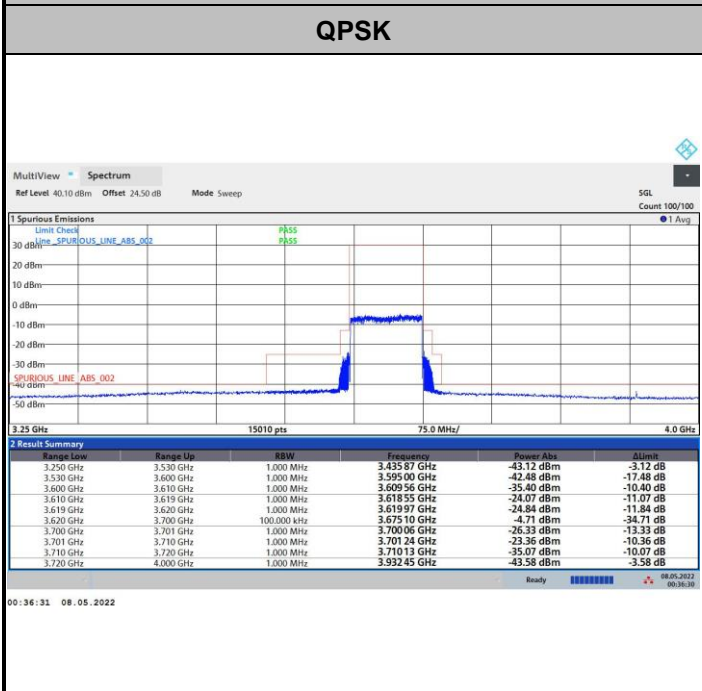 QPSK
MultiView Spectrum
Ref Level 40.10 dBm Offset 24.50 dB Mode Sweep SGL
Count 100/100
1 Spurious Emissions 1 Avg
Limit Check PASS
Line _SPURIOUS_LINE_ABS_002 PASS
30 dBm
20 dBm
10 dBm
0 dBm
-10 dBm
-20 dBm
-30 dBm
SPURIOUS_LINE_ABS_002
-40 dBm
-50 dBm
3.25 GHz 15010 pts 75.0 MHz/ 4.0 GHz
2 Result Summary
Range Low Range Up RBW Frequency Power Abs ΔLimit
3.250 GHz 3.530 GHz 1.000 MHz 3.435 87 GHz -43.12 dBm -3.12 dB
3.530 GHz 3.600 GHz 1.000 MHz 3.595 00 GHz -42.48 dBm -17.48 dB
3.600 GHz 3.610 GHz 1.000 MHz 3.609 56 GHz -35.40 dBm -10.40 dB
3.610 GHz 3.619 GHz 1.000 MHz 3.618 55 GHz -24.07 dBm -11.07 dB
3.619 GHz 3.620 GHz 1.000 MHz 3.619 97 GHz -24.84 dBm -11.84 dB
3.620 GHz 3.700 GHz 100.000 kHz 3.675 10 GHz -4.71 dBm -34.71 dB
3.700 GHz 3.701 GHz 1.000 MHz 3.700 06 GHz -26.33 dBm -13.33 dB
3.701 GHz 3.710 GHz 1.000 MHz 3.701 24 GHz -23.36 dBm -10.36 dB
3.710 GHz 3.720 GHz 1.000 MHz 3.710 13 GHz -35.07 dBm -10.07 dB
3.720 GHz 4.000 GHz 1.000 MHz 3.932 45 GHz -43.58 dBm -3.58 dB
Ready 08.05.2022
00:36:30
00:36:31 08.05.2022